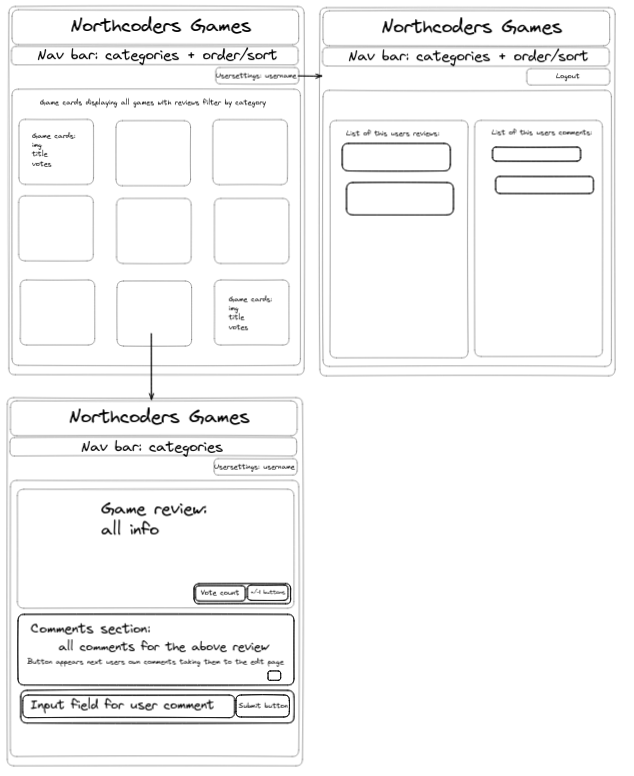 Northcoders Games
Nav bar: categories + order/sort
Usersettings: username
Game cards displaying all games wth reviews filter by category
Game cards:
img
title
votes
Game cards:
img
title
votes
Northcoders Games
Nav bar: categories + order/sort
Logout
List of this users reviews:
List of this users comments:
Northcoders Games
Nav bar: categories
Usersettings: username
Game review:
all info
Vote count
+/-1 buttons
Comments section:
all comments for the above review
Button appears next users own comments taking them to the edit page
Input field for user comment
Submit button